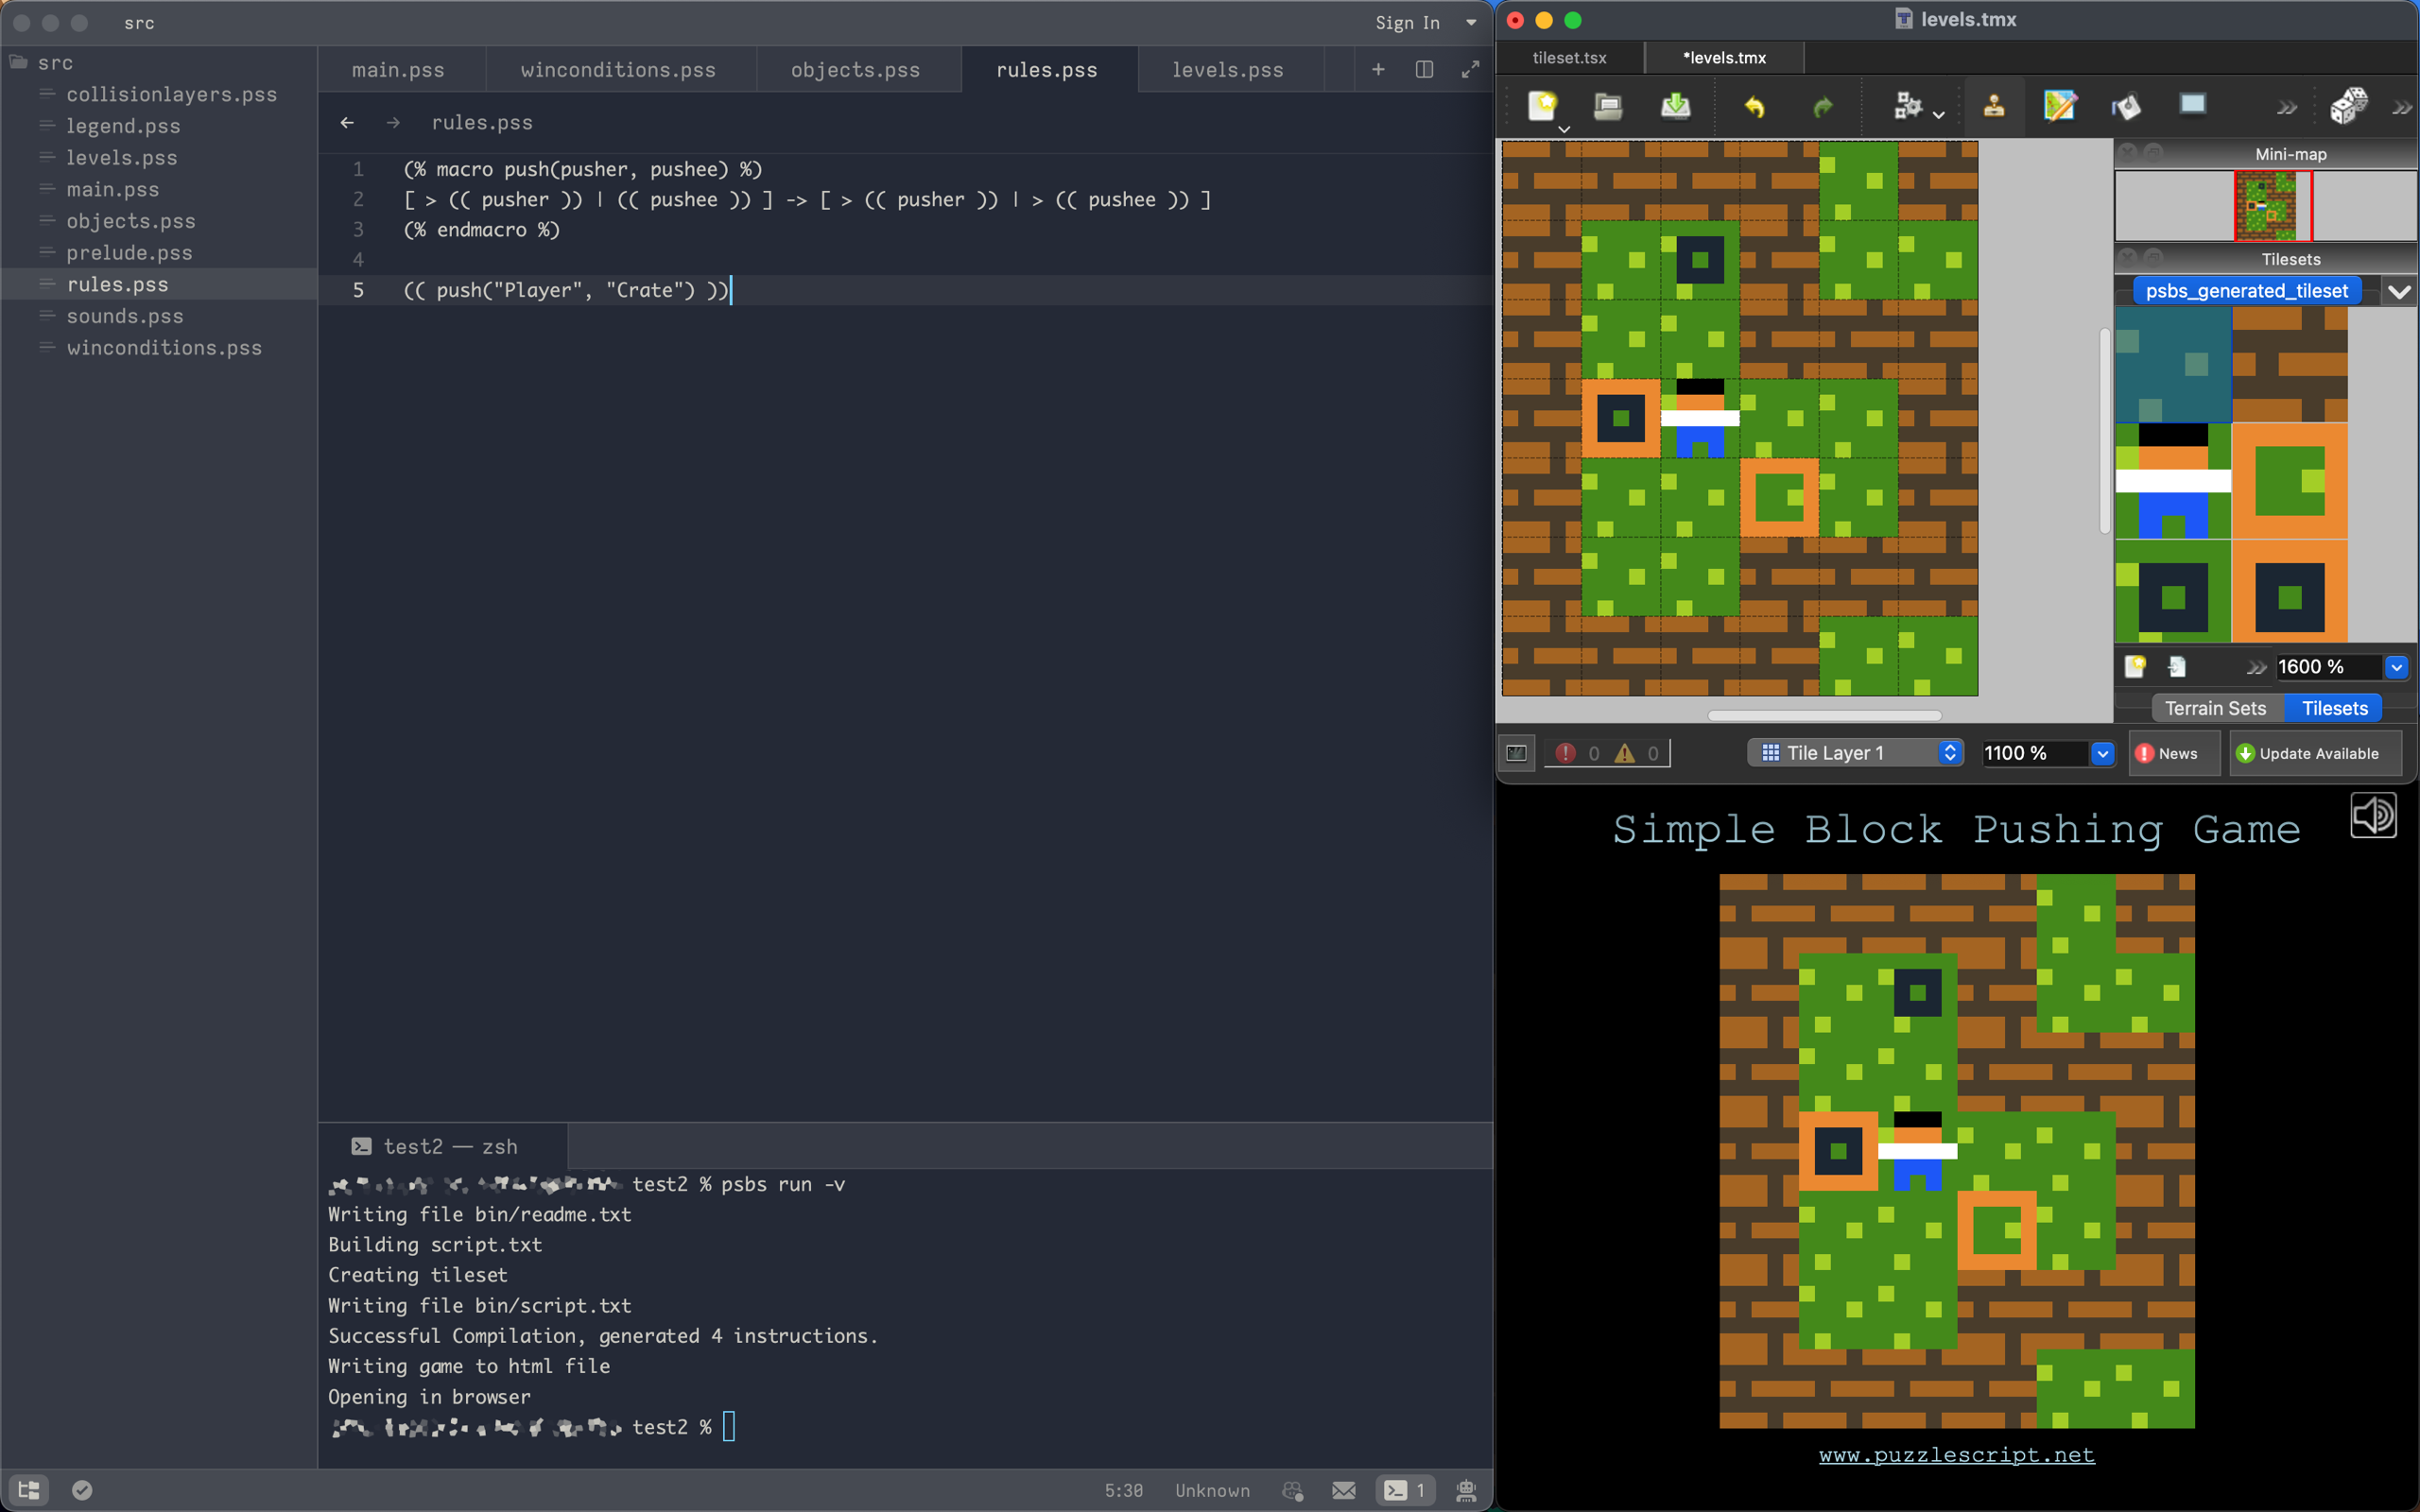 src
Sign In
src
collisionlayers.pss
legend.pss
levels.pss
main.pss
objects.pss
prelude.pss
rules.pss
sounds.pss
winconditions.pss
main.pss
winconditions.pss
objects.pss
rules.pss
levels.pss
rules.pss
1 (% macro push(pusher, pushee) %)
2 [ > (( pusher )) | (( pushee )) ] -> [ > (( pusher )) | > (( pushee )) ]
3 (% endmacro %)
4
5 (( push("Player", "Crate") ))
test2 — zsh
test2 % psbs run -v
Writing file bin/readme.txt
Building script.txt
Creating tileset
Writing file bin/script.txt
Successful Compilation, generated 4 instructions.
Writing game to html file
Opening in browser
test2 %
5:30
Unknown
1
levels.tmx
tileset.tsx
*levels.tmx
Mini-map
Tilesets
psbs_generated_tileset
1600 %
Terrain Sets
Tilesets
0
0
Tile Layer 1
1100 %
News
Update Available
Simple Block Pushing Game
www.puzzlescript.net